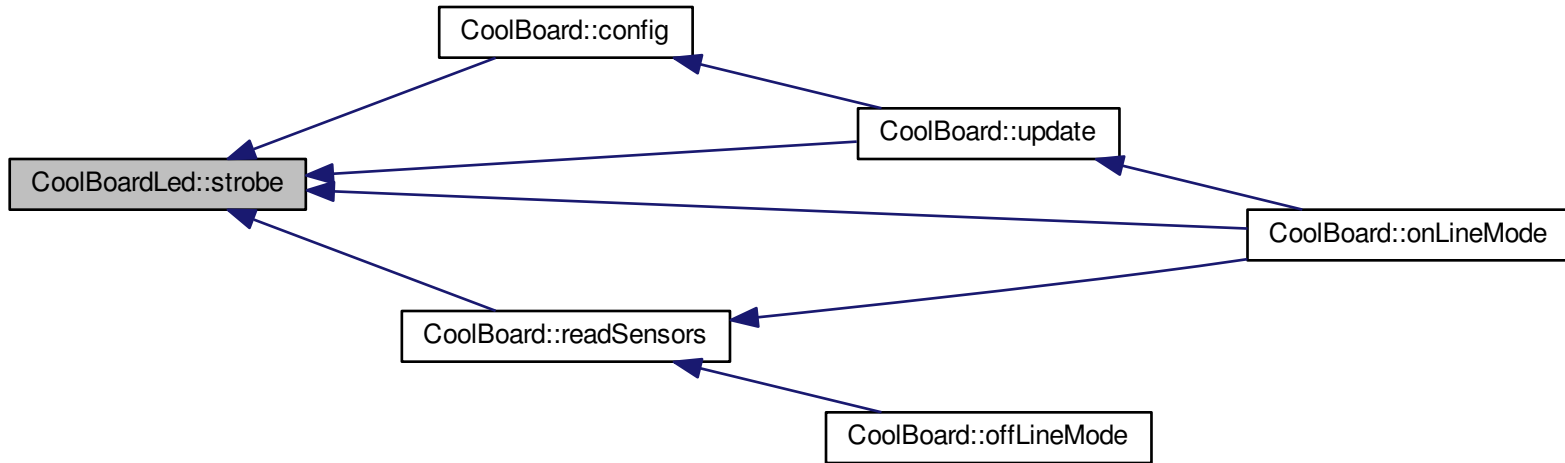 CoolBoard::config
CoolBoard::update
CoolBoardLed::strobe
CoolBoard::onLineMode
CoolBoard::readSensors
CoolBoard::offLineMode